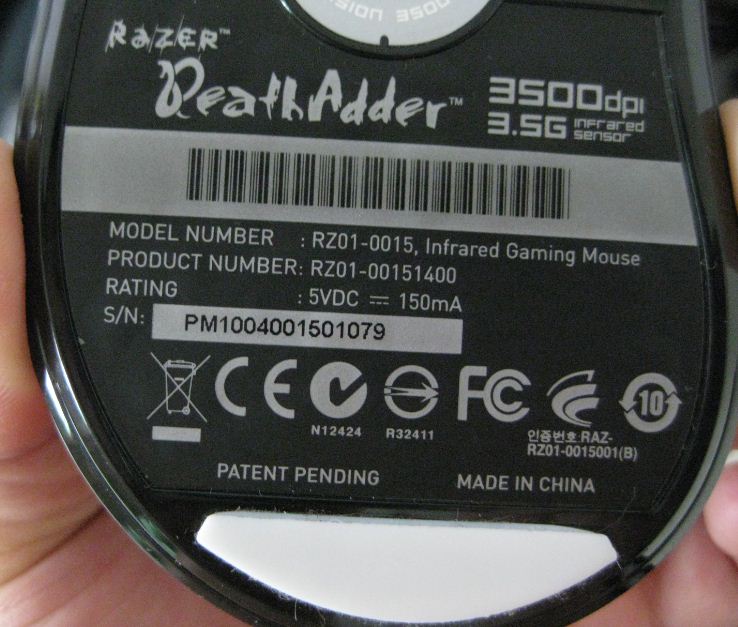 RAZER™
DeathAdder™
3500dpi
3.5G infrared sensor
MODEL NUMBER : RZ01-0015, Infrared Gaming Mouse
PRODUCT NUMBER: RZ01-00151400
RATING : 5VDC ⎓ 150mA
S/N: PM1004001501079
CE
FC
10
N12424
R32411
인증번호:RAZ-
RZ01-0015001(B)
PATENT PENDING
MADE IN CHINA